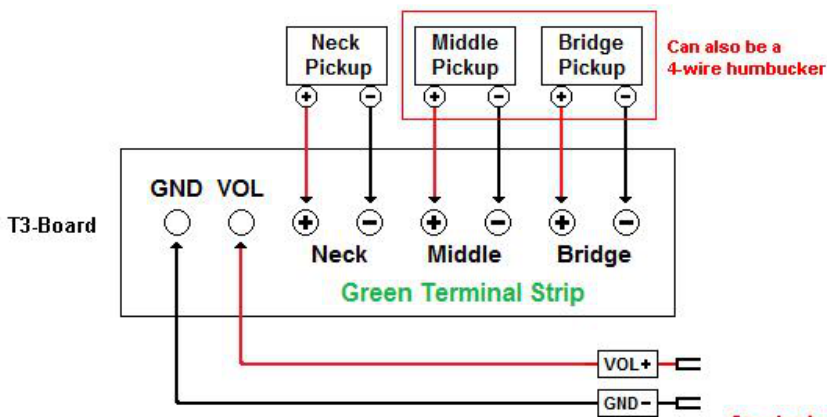 Neck Pickup
Middle Pickup
Bridge Pickup
Can also be a
4-wire humbucker
+ − + − + −
GND VOL
T3-Board
+ − + − + −
Neck Middle Bridge
Green Terminal Strip
VOL+
GND−